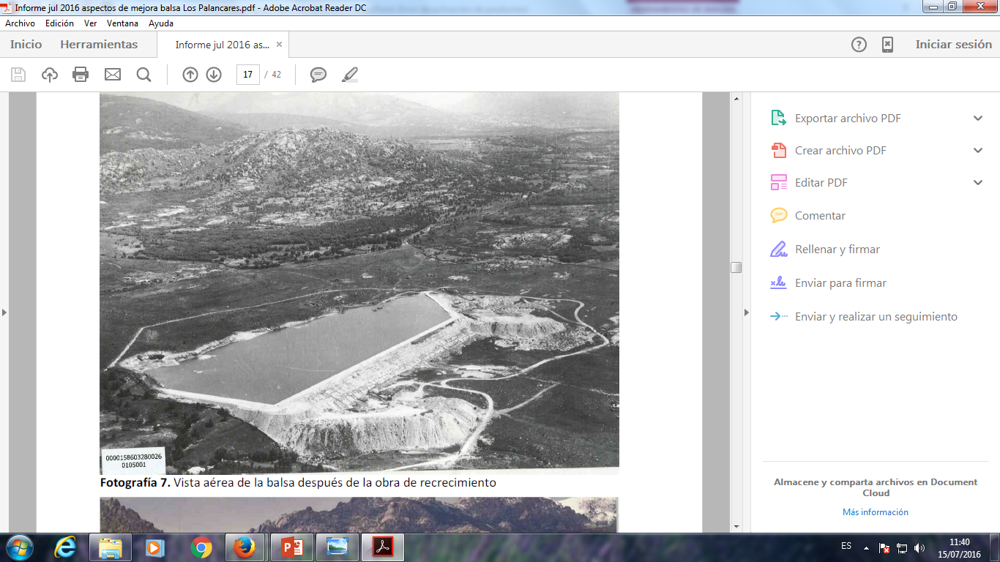 Informe jul 2016 aspectos de mejora balsa Los Palancares.pdf - Adobe Acrobat Reader DC
Archivo Edición Ver Ventana Ayuda
Inicio Herramientas Informe jul 2016 as... × Iniciar sesión
17 / 42
Exportar archivo PDF
Crear archivo PDF
Editar PDF
Comentar
Rellenar y firmar
Enviar para firmar
Enviar y realizar un seguimiento
0000158603280026
0105001
Fotografía 7. Vista aérea de la balsa después de la obra de recrecimiento
Almacene y comparta archivos en Document
Cloud
Más información
ES
11:40
15/07/2016